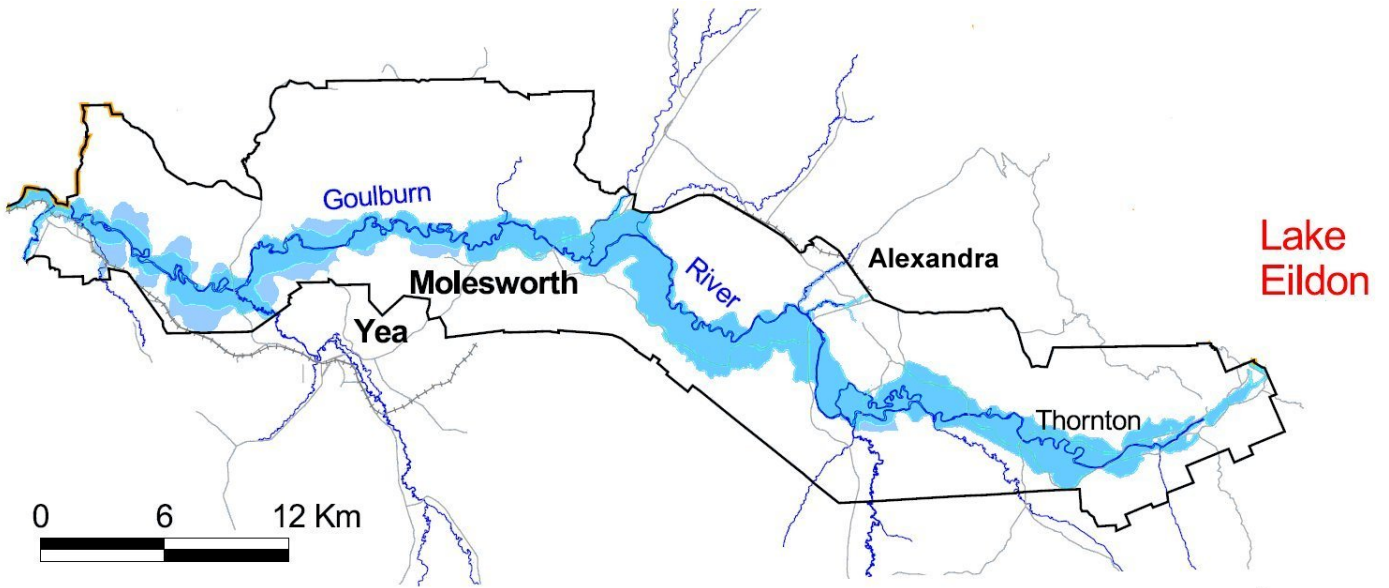 Goulburn
River
Alexandra
Lake
Eildon
Molesworth
Yea
Thornton
0 6 12 Km